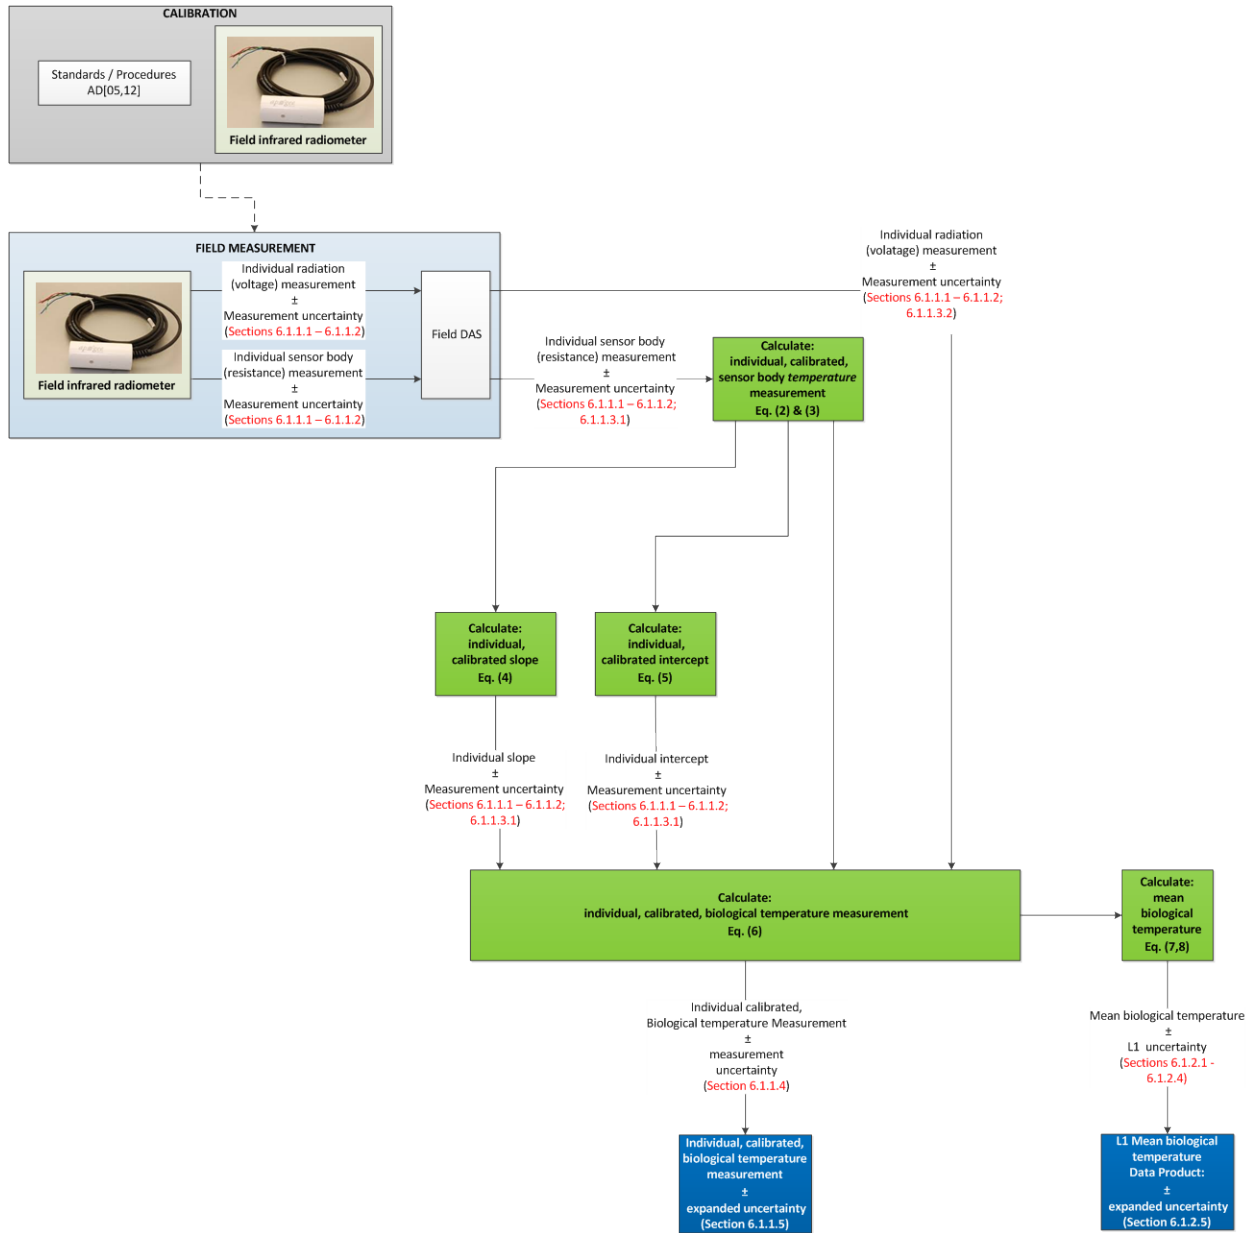 CALIBRATION
Standards / Procedures
AD[05,12]
Field infrared radiometer
FIELD MEASUREMENT
Field infrared radiometer
Individual radiation
(voltage) measurement
±
Measurement uncertainty
(Sections 6.1.1.1 – 6.1.1.2)
Individual sensor body
(resistance) measurement
±
Measurement uncertainty
(Sections 6.1.1.1 – 6.1.1.2)
Field DAS
Individual sensor body
(resistance) measurement
±
Measurement uncertainty
(Sections 6.1.1.1 – 6.1.1.2;
6.1.1.3.1)
Calculate:
individual, calibrated,
sensor body temperature
measurement
Eq. (2) & (3)
Individual radiation
(volatage) measurement
±
Measurement uncertainty
(Sections 6.1.1.1 – 6.1.1.2;
6.1.1.3.2)
Calculate:
individual,
calibrated slope
Eq. (4)
Calculate:
individual,
calibrated intercept
Eq. (5)
Individual slope
±
Measurement uncertainty
(Sections 6.1.1.1 – 6.1.1.2;
6.1.1.3.1)
Individual intercept
±
Measurement uncertainty
(Sections 6.1.1.1 – 6.1.1.2;
6.1.1.3.1)
Calculate:
individual, calibrated, biological temperature measurement
Eq. (6)
Calculate:
mean
biological
temperature
Eq. (7,8)
Individual calibrated,
Biological temperature Measurement
±
measurement
uncertainty
(Section 6.1.1.4)
Mean biological temperature
±
L1 uncertainty
(Sections 6.1.2.1 -
6.1.2.4)
Individual, calibrated,
biological temperature
measurement
±
expanded uncertainty
(Section 6.1.1.5)
L1 Mean biological
temperature
Data Product:
±
expanded uncertainty
(Section 6.1.2.5)